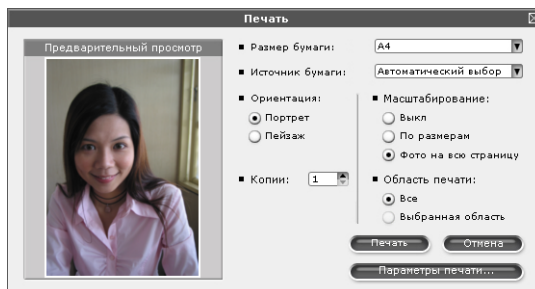 Печать
Предварительный просмотр
Размер бумаги: A4
Источник бумаги: Автоматический выбор
Ориентация:
Портрет
Пейзаж
Масштабирование:
Выкл
По размерам
Фото на всю страницу
Копии: 1
Область печати:
Все
Выбранная область
Печать Отмена
Параметры печати...